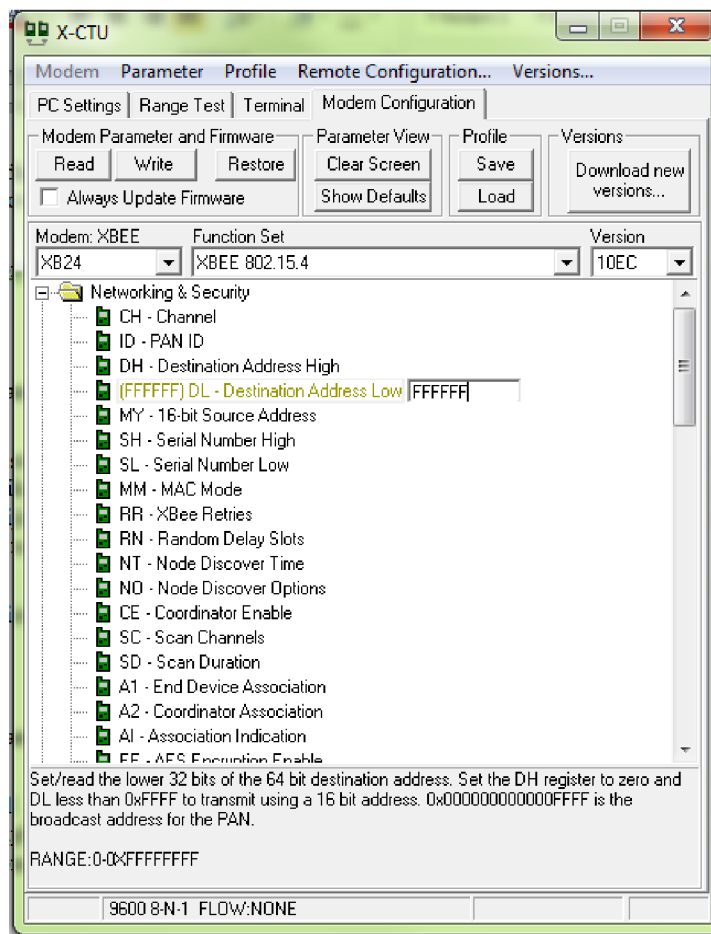 X-CTU
Modem Parameter Profile Remote Configuration... Versions...
PC Settings Range Test Terminal Modem Configuration
Modem Parameter and Firmware Parameter View Profile Versions
Read Write Restore Clear Screen Save Download new versions...
Always Update Firmware Show Defaults Load
Modem: XBEE Function Set Version
XB24 XBEE 802.15.4 10EC
Networking & Security
CH - Channel
ID - PAN ID
DH - Destination Address High
(FFFFFF) DL - Destination Address Low FFFFFF
MY - 16-bit Source Address
SH - Serial Number High
SL - Serial Number Low
MM - MAC Mode
RR - XBee Retries
RN - Random Delay Slots
NT - Node Discover Time
NO - Node Discover Options
CE - Coordinator Enable
SC - Scan Channels
SD - Scan Duration
A1 - End Device Association
A2 - Coordinator Association
AI - Association Indication
EE - AES Encryption Enable
Set/read the lower 32 bits of the 64 bit destination address. Set the DH register to zero and
DL less than 0xFFFF to transmit using a 16 bit address. 0x000000000000FFFF is the
broadcast address for the PAN.
RANGE:0-0XFFFFFFFF
9600 8-N-1 FLOW:NONE